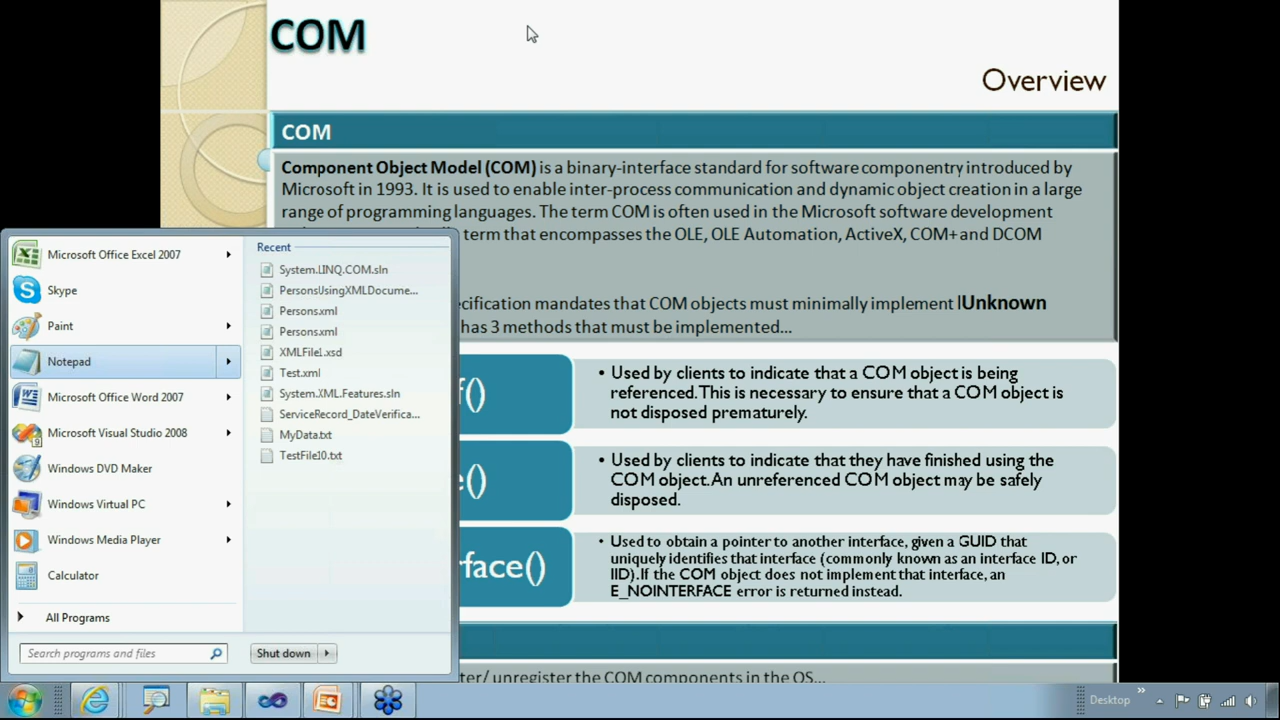 COM
Overview
COM
Component Object Model (COM) is a binary-interface standard for software componentry introduced by
Microsoft in 1993. It is used to enable inter-process communication and dynamic object creation in a large
range of programming languages. The term COM is often used in the Microsoft software development
term that encompasses the OLE, OLE Automation, ActiveX, COM+ and DCOM
ecification mandates that COM objects must minimally implement IUnknown
has 3 methods that must be implemented...
f()
• Used by clients to indicate that a COM object is being
referenced. This is necessary to ensure that a COM object is
not disposed prematurely.
e()
• Used by clients to indicate that they have finished using the
COM object. An unreferenced COM object may be safely
disposed.
rface()
• Used to obtain a pointer to another interface, given a GUID that
uniquely identifies that interface (commonly known as an interface ID, or
IID). If the COM object does not implement that interface, an
E_NOINTERFACE error is returned instead.
ter/ unregister the COM components in the OS...
Microsoft Office Excel 2007
Skype
Paint
Notepad
Microsoft Office Word 2007
Microsoft Visual Studio 2008
Windows DVD Maker
Windows Virtual PC
Windows Media Player
Calculator
All Programs
Search programs and files
Shut down
Recent
System.LINQ.COM.sln
PersonsUsingXMLDocume...
Persons.xml
Persons.xml
XMLFile1.xsd
Test.xml
System.XML.Features.sln
ServiceRecord_DateVerifica...
MyData.txt
TestFile10.txt
Desktop